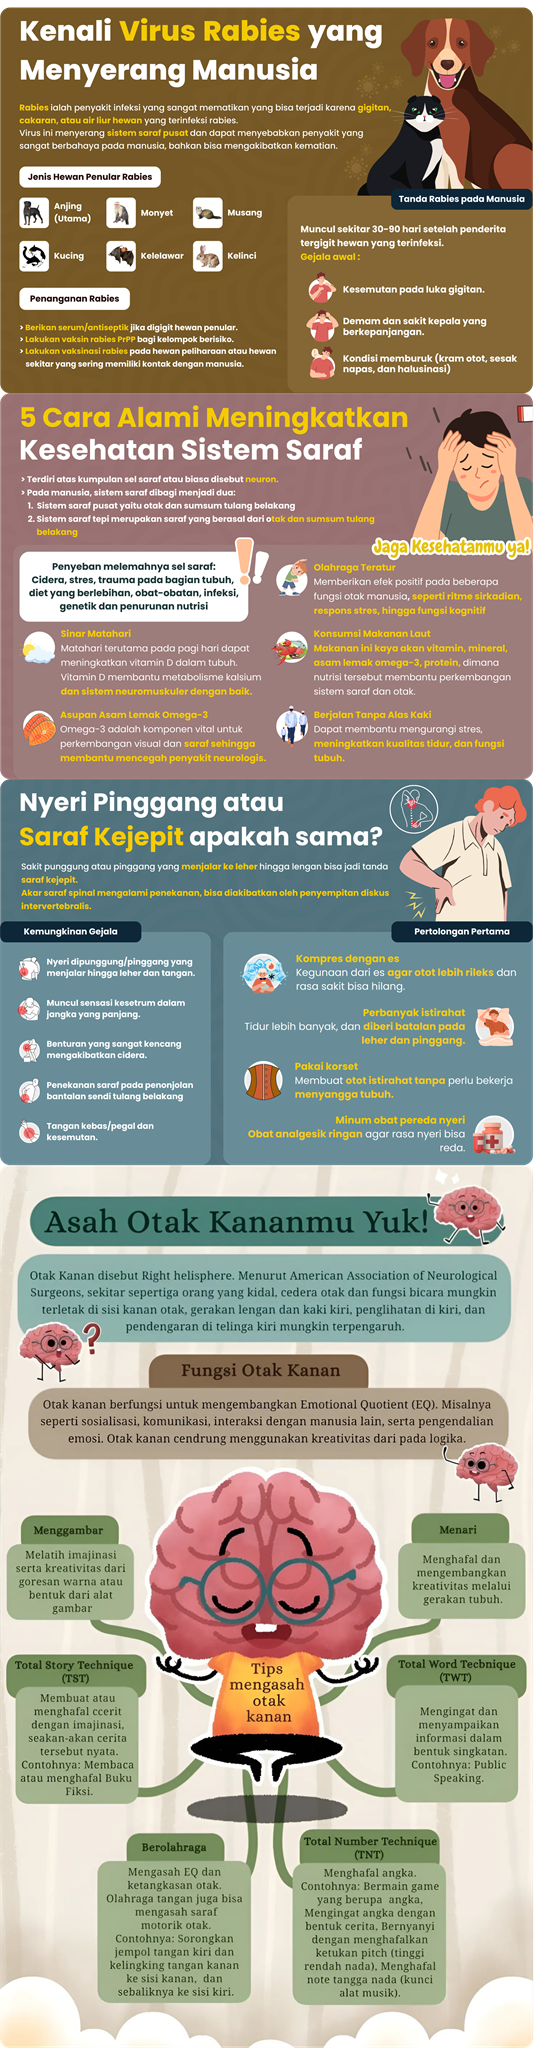 Kenali Virus Rabies yang
Menyerang Manusia
Rabies ialah penyakit infeksi yang sangat mematikan yang bisa terjadi karena gigitan,
cakaran, atau air liur hewan yang terinfeksi rabies.
Virus ini menyerang sistem saraf pusat dan dapat menyebabkan penyakit yang
sangat berbahaya pada manusia, bahkan bisa mengakibatkan kematian.
Jenis Hewan Penular Rabies
Anjing
(Utama)
Monyet
Musang
Kucing
Kelelawar
Kelinci
Penanganan Rabies
> Berikan serum/antiseptik jika digigit hewan penular.
> Lakukan vaksin rabies PrPP bagi kelompok berisiko.
> Lakukan vaksinasi rabies pada hewan peliharaan atau hewan
sekitar yang sering memiliki kontak dengan manusia.
Tanda Rabies pada Manusia
Muncul sekitar 30-90 hari setelah penderita
tergigit hewan yang terinfeksi.
Gejala awal :
Kesemutan pada luka gigitan.
Demam dan sakit kepala yang
berkepanjangan.
Kondisi memburuk (kram otot, sesak
napas, dan halusinasi)
5 Cara Alami Meningkatkan
Kesehatan Sistem Saraf
> Terdiri atas kumpulan sel saraf atau biasa disebut neuron.
> Pada manusia, sistem saraf dibagi menjadi dua:
1. Sistem saraf pusat yaitu otak dan sumsum tulang belakang
2. Sistem saraf tepi merupakan saraf yang berasal dari otak dan sumsum tulang
belakang
Jaga Kesehatanmu ya!
Penyeban melemahnya sel saraf:
Cidera, stres, trauma pada bagian tubuh,
diet yang berlebihan, obat-obatan, infeksi,
genetik dan penurunan nutrisi
!!
Olahraga Teratur
Memberikan efek positif pada beberapa
fungsi otak manusia, seperti ritme sirkadian,
respons stres, hingga fungsi kognitif
Sinar Matahari
Matahari terutama pada pagi hari dapat
meningkatkan vitamin D dalam tubuh.
Vitamin D membantu metabolisme kalsium
dan sistem neuromuskuler dengan baik.
Konsumsi Makanan Laut
Makanan ini kaya akan vitamin, mineral,
asam lemak omega-3, protein, dimana
nutrisi tersebut membantu perkembangan
sistem saraf dan otak.
Asupan Asam Lemak Omega-3
Omega-3 adalah komponen vital untuk
perkembangan visual dan saraf sehingga
membantu mencegah penyakit neurologis.
Berjalan Tanpa Alas Kaki
Dapat membantu mengurangi stres,
meningkatkan kualitas tidur, dan fungsi
tubuh.
Nyeri Pinggang atau
Saraf Kejepit apakah sama?
Sakit punggung atau pinggang yang menjalar ke leher hingga lengan bisa jadi tanda
saraf kejepit.
Akar saraf spinal mengalami penekanan, bisa diakibatkan oleh penyempitan diskus
intervertebralis.
Kemungkinan Gejala
Nyeri dipunggung/pinggang yang
menjalar hingga leher dan tangan.
Muncul sensasi kesetrum dalam
jangka yang panjang.
Benturan yang sangat kencang
mengakibatkan cidera.
Penekanan saraf pada penonjolan
bantalan sendi tulang belakang
Tangan kebas/pegal dan
kesemutan.
Pertolongan Pertama
Kompres dengan es
Kegunaan dari es agar otot lebih rileks dan
rasa sakit bisa hilang.
Perbanyak istirahat
Tidur lebih banyak, dan diberi batalan pada
leher dan pinggang.
Pakai korset
Membuat otot istirahat tanpa perlu bekerja
menyangga tubuh.
Minum obat pereda nyeri
Obat analgesik ringan agar rasa nyeri bisa
reda.
Asah Otak Kananmu Yuk!
Otak Kanan disebut Right helisphere. Menurut American Association of Neurological
Surgeons, sekitar sepertiga orang yang kidal, cedera otak dan fungsi bicara mungkin
terletak di sisi kanan otak, gerakan lengan dan kaki kiri, penglihatan di kiri, dan
pendengaran di telinga kiri mungkin terpengaruh.
?
Fungsi Otak Kanan
Otak kanan berfungsi untuk mengembangkan Emotional Quotient (EQ). Misalnya
seperti sosialisasi, komunikasi, interaksi dengan manusia lain, serta pengendalian
emosi. Otak kanan cendrung menggunakan kreativitas dari pada logika.
Menggambar
Melatih imajinasi
serta kreativitas dari
goresan warna atau
bentuk dari alat
gambar
Menari
Menghafal dan
mengembangkan
kreativitas melalui
gerakan tubuh.
Total Story Technique
(TST)
Membuat atau
menghafal ccerit
dengan imajinasi,
seakan-akan cerita
tersebut nyata.
Contohnya: Membaca
atau menghafal Buku
Fiksi.
Tips
mengasah
otak
kanan
Total Word Tecbnique
(TWT)
Mengingat dan
menyampaikan
informasi dalam
bentuk singkatan.
Contohnya: Public
Speaking.
Berolahraga
Mengasah EQ dan
ketangkasan otak.
Olahraga tangan juga bisa
mengasah saraf
motorik otak.
Contohnya: Sorongkan
jempol tangan kiri dan
kelingking tangan kanan
ke sisi kanan, dan
sebaliknya ke sisi kiri.
Total Number Technique
(TNT)
Menghafal angka.
Contohnya: Bermain game
yang berupa angka,
Mengingat angka dengan
bentuk cerita, Bernyanyi
dengan menghafalkan
ketukan pitch (tinggi
rendah nada), Menghafal
note tangga nada (kunci
alat musik).